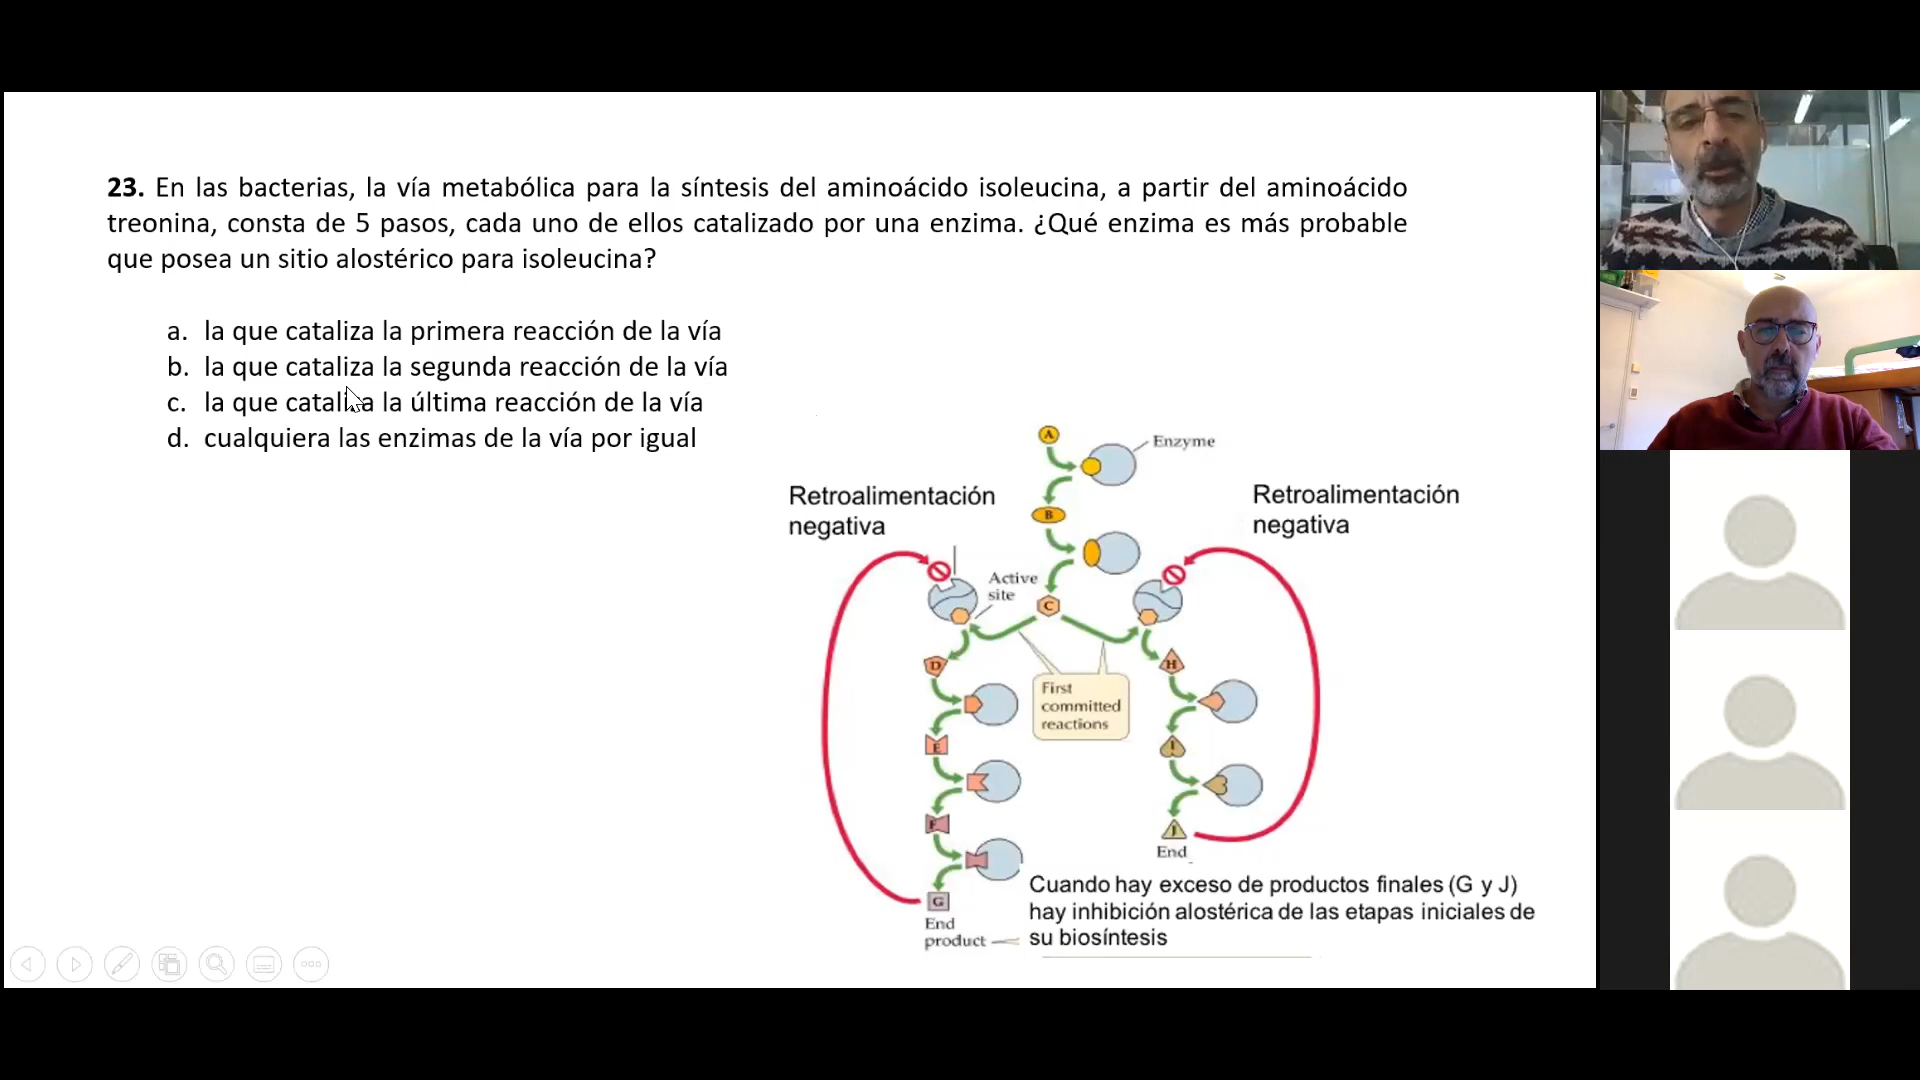 23. En las bacterias, la vía metabólica para la síntesis del aminoácido isoleucina, a partir del aminoácido
treonina, consta de 5 pasos, cada uno de ellos catalizado por una enzima. ¿Qué enzima es más probable
que posea un sitio alostérico para isoleucina?
a. la que cataliza la primera reacción de la vía
b. la que cataliza la segunda reacción de la vía
c. la que cataliza la última reacción de la vía
d. cualquiera las enzimas de la vía por igual
A
Enzyme
Retroalimentación
negativa
B
Retroalimentación
negativa
Active
site
C
D
H
First
committed
reactions
E
I
F
J
End
G
End
product
Cuando hay exceso de productos finales (G y J)
hay inhibición alostérica de las etapas iniciales de
su biosíntesis